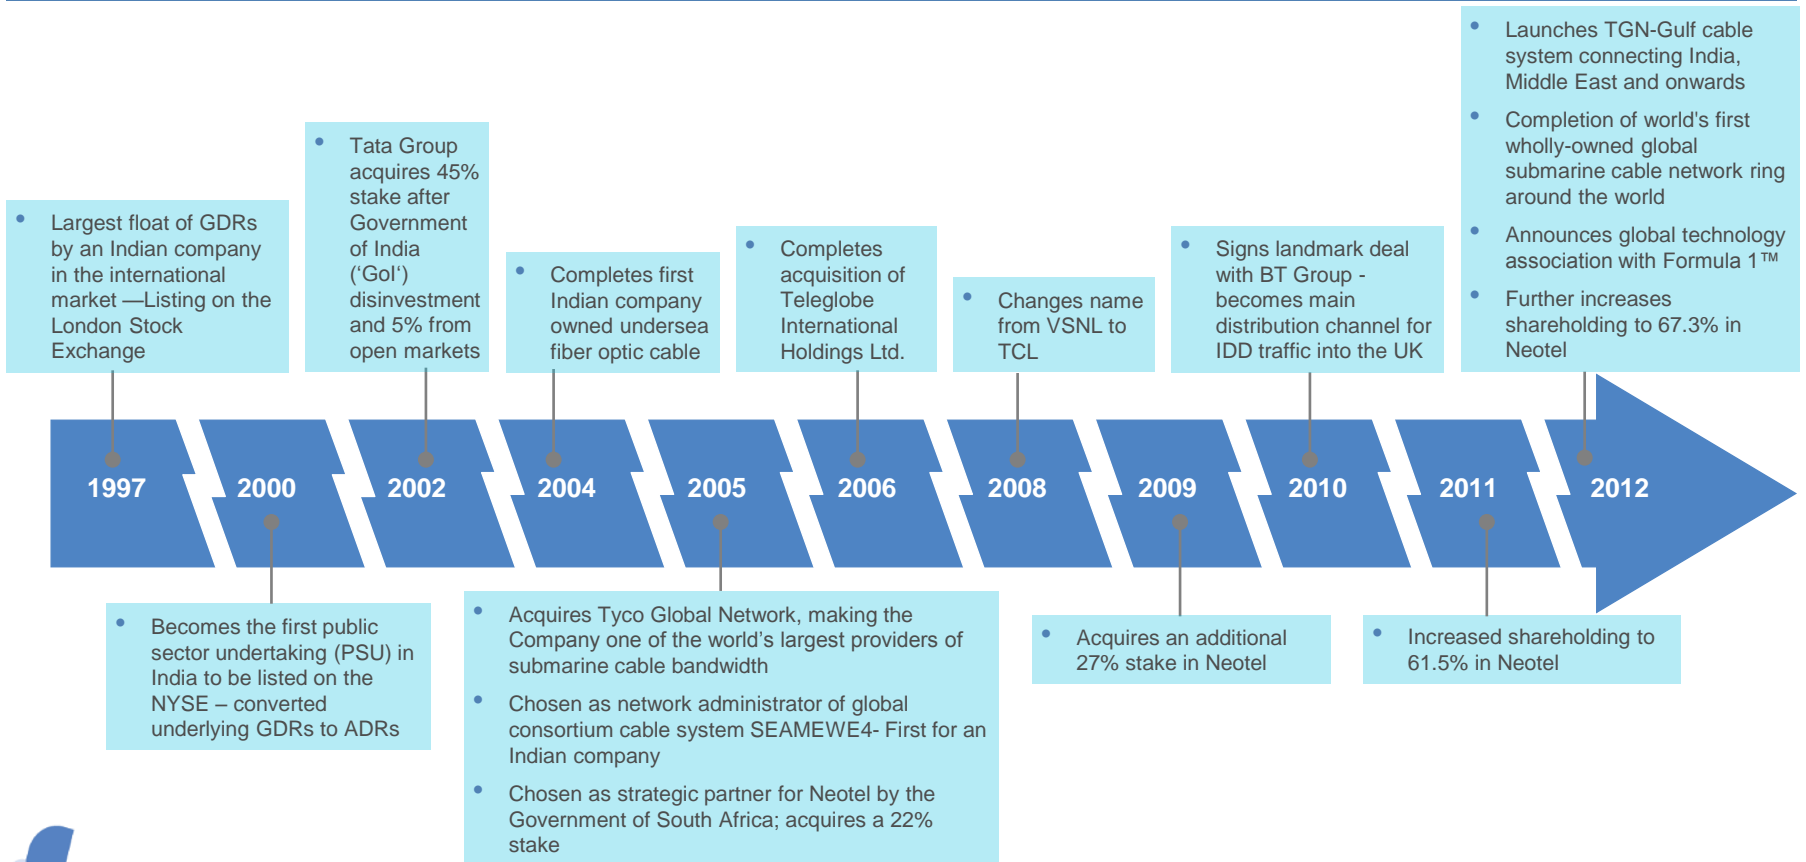 • Launches TGN-Gulf cable
system connecting India,
Middle East and onwards
• Completion of world's first
wholly-owned global
submarine cable network ring
around the world
• Announces global technology
association with Formula 1™
• Further increases
shareholding to 67.3% in
Neotel
• Tata Group
acquires 45%
stake after
Government
of India
(‘GoI‘)
disinvestment
and 5% from
open markets
• Largest float of GDRs
by an Indian company
in the international
market —Listing on the
London Stock
Exchange
• Completes first
Indian company
owned undersea
fiber optic cable
• Completes
acquisition of
Teleglobe
International
Holdings Ltd.
• Changes name
from VSNL to
TCL
• Signs landmark deal
with BT Group -
becomes main
distribution channel for
IDD traffic into the UK
1997 2000 2002 2004 2005 2006 2008 2009 2010 2011 2012
• Becomes the first public
sector undertaking (PSU) in
India to be listed on the
NYSE – converted
underlying GDRs to ADRs
• Acquires Tyco Global Network, making the
Company one of the world’s largest providers of
submarine cable bandwidth
• Chosen as network administrator of global
consortium cable system SEAMEWE4- First for an
Indian company
• Chosen as strategic partner for Neotel by the
Government of South Africa; acquires a 22%
stake
• Acquires an additional
27% stake in Neotel
• Increased shareholding to
61.5% in Neotel